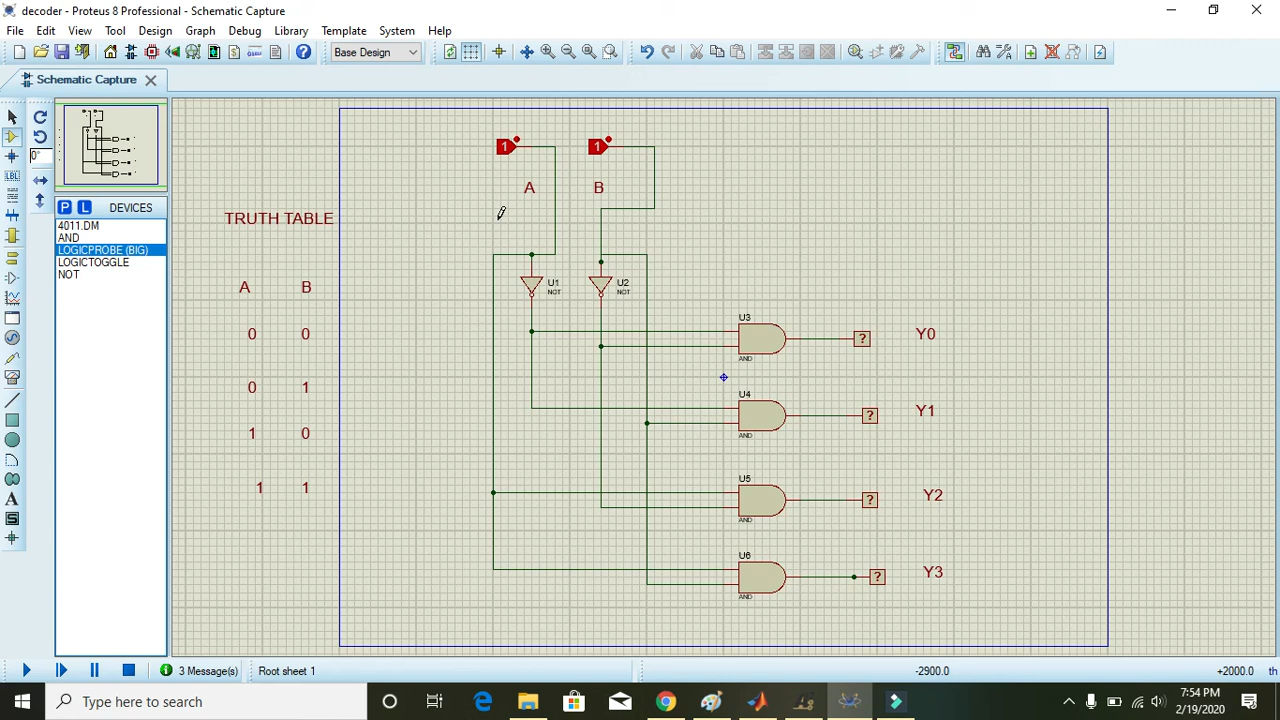 decoder - Proteus 8 Professional - Schematic Capture
File Edit View Tool Design Graph Debug Library Template System Help
Base Design
Schematic Capture
0°
P L DEVICES
4011.DM
AND
LOGICPROBE (BIG)
LOGICTOGGLE
NOT
LBL
A
S
1 1
A B
TRUTH TABLE
A B
0 0
0 1
1 0
1 1
U1
NOT
U2
NOT
U3
AND
? Y0
U4
AND
? Y1
U5
AND
? Y2
U6
AND
? Y3
3 Message(s) Root sheet 1 -2900.0 +2000.0 th
Type here to search
7:54 PM
2/19/2020